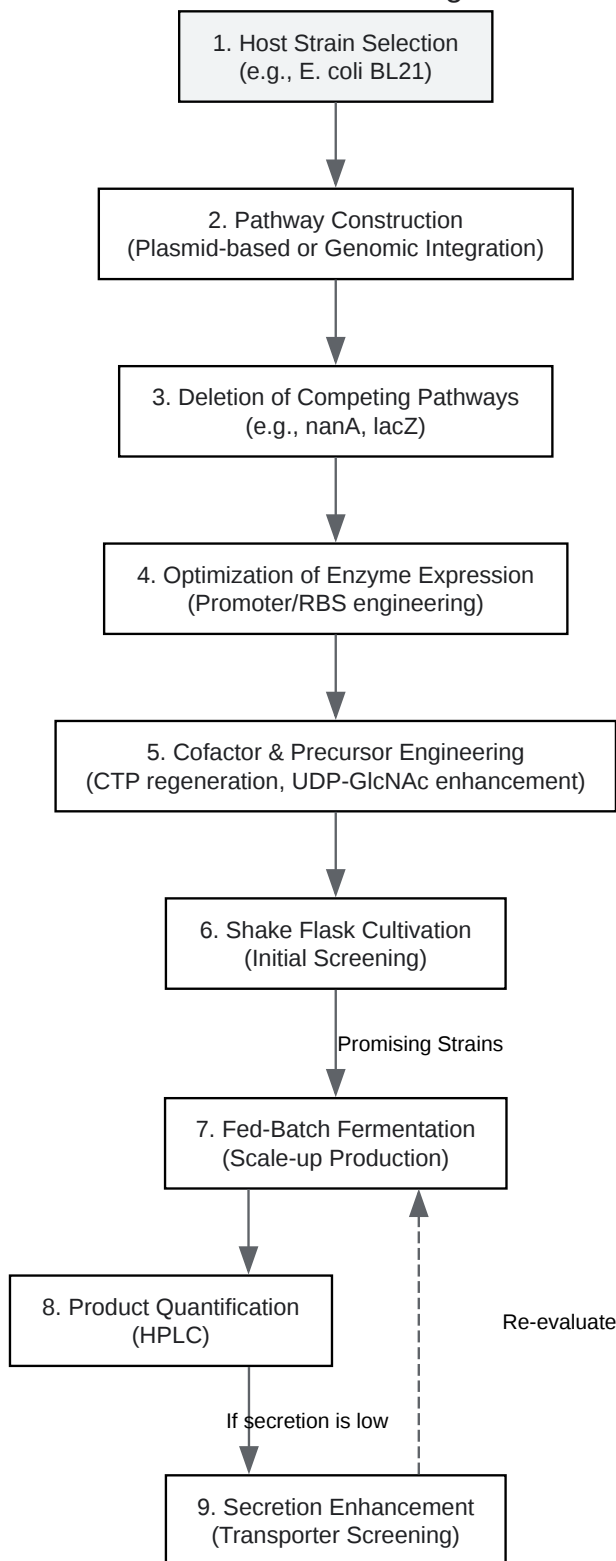 1. Host Strain Selection
(e.g., E. coli BL21)
2. Pathway Construction
(Plasmid-based or Genomic Integration)
3. Deletion of Competing Pathways
(e.g., nanA, lacZ)
4. Optimization of Enzyme Expression
(Promoter/RBS engineering)
5. Cofactor & Precursor Engineering
(CTP regeneration, UDP-GlcNAc enhancement)
6. Shake Flask Cultivation
(Initial Screening)
Promising Strains
7. Fed-Batch Fermentation
(Scale-up Production)
8. Product Quantification
(HPLC)
Re-evaluate
If secretion is low
9. Secretion Enhancement
(Transporter Screening)